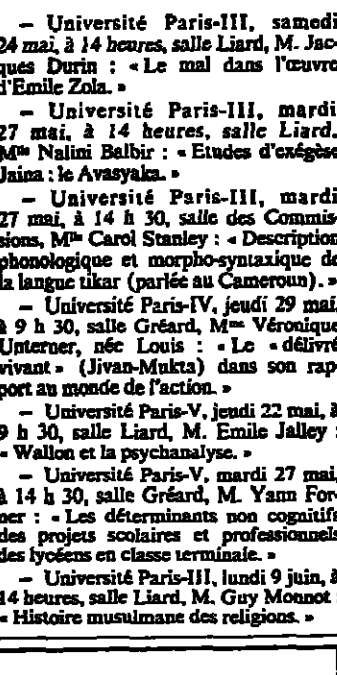 – Université Paris-III, samedi
24 mai, à 14 heures, salle Liard, M. Jac-
ques Durin : « Le mal dans l'œuvre
d'Emile Zola. »
– Université Paris-III, mardi
27 mai, à 14 heures, salle Liard.
Mlle Nalini Balbir : « Etudes d'exégèse
Jaina : le Avasyaka. »
– Université Paris-III, mardi
27 mai, à 14 h 30, salle des Commis-
sions, Mlle Carol Stanley : « Description
phonologique et morpho-syntaxique de
la langue tikar (parlée au Cameroun). »
– Université Paris-IV, jeudi 29 mai,
à 9 h 30, salle Gréard, Mme Véronique
Unterner, née Louis : « Le « délivré
vivant » (Jivan-Mukta) dans son rap-
port au monde de l'action. »
– Université Paris-V, jeudi 22 mai, à
9 h 30, salle Liard, M. Emile Jalley :
« Wallon et la psychanalyse. »
– Université Paris-V, mardi 27 mai,
à 14 h 30, salle Gréard, M. Yann For-
ner : « Les déterminants non cognitifs
des projets scolaires et professionnels
des lycéens en classe terminale. »
– Université Paris-III, lundi 9 juin, à
14 heures, salle Liard, M. Guy Monnot :
« Histoire musulmane des religions. »